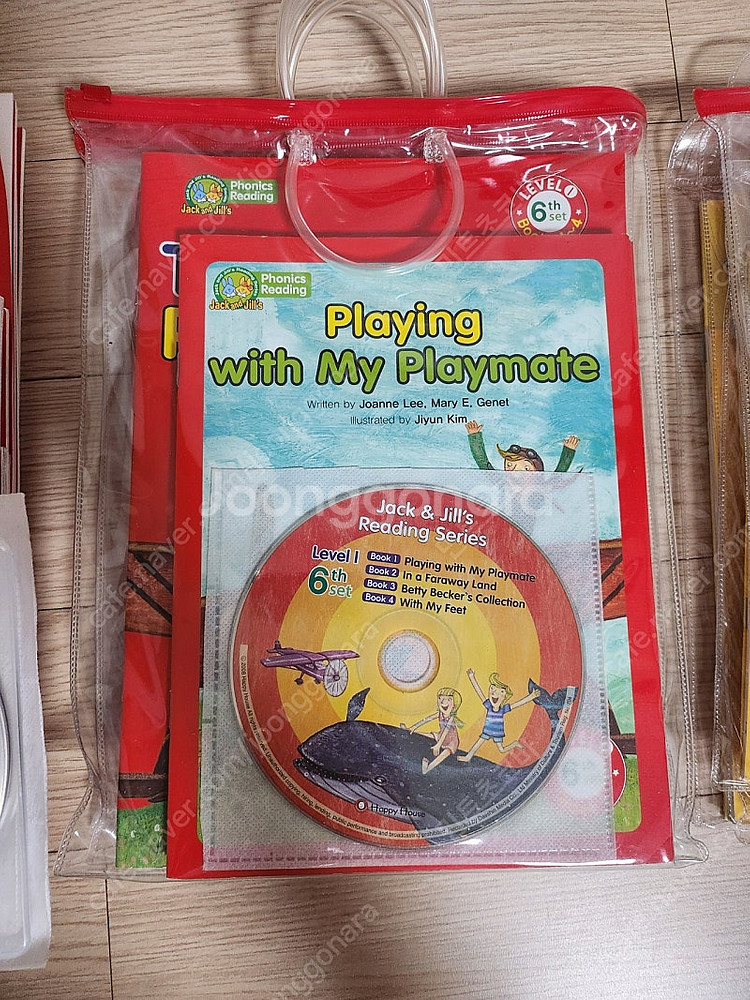 Phonics
Reading
Jack and Jill's
LEVEL 1
6th
set
Phonics
Reading
Jack and Jill's
Playing
with My Playmate
Written by Joanne Lee, Mary E. Genet
Illustrated by Jiyun Kim
Joonggonara
Jack & Jill's
Reading Series
Level I
6th
set
Book 1 Playing with My Playmate
Book 2 In a Faraway Land
Book 3 Betty Becker's Collection
Book 4 With My Feet
Happy House